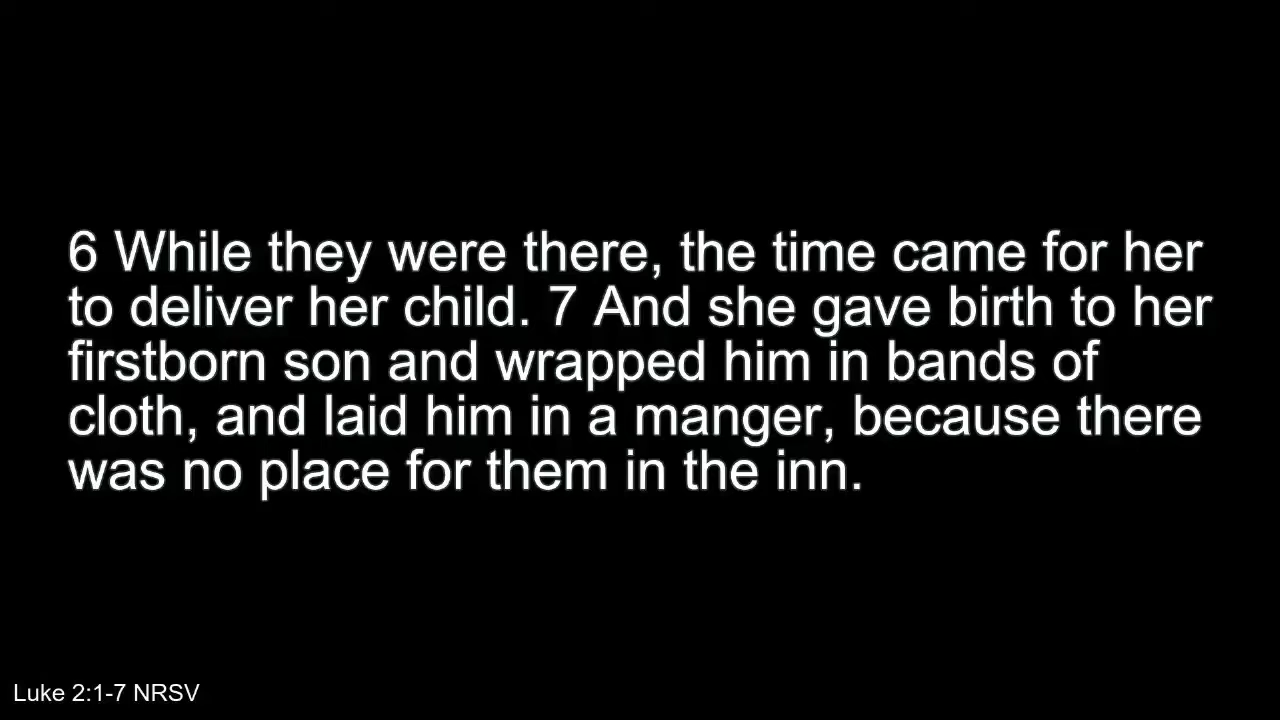 6 While they were there, the time came for her
to deliver her child. 7 And she gave birth to her
firstborn son and wrapped him in bands of
cloth, and laid him in a manger, because there
was no place for them in the inn.
Luke 2:1-7 NRSV